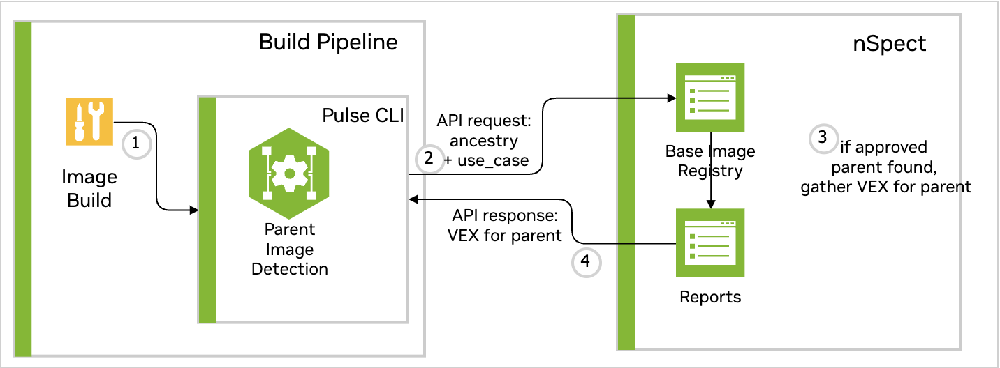 Build Pipeline
Image
Build
1
Pulse CLI
Parent
Image
Detection
API request:
ancestry
+ use_case
2
API response:
VEX for parent
4
nSpect
Base Image
Registry
3
if approved
parent found,
gather VEX for parent
Reports